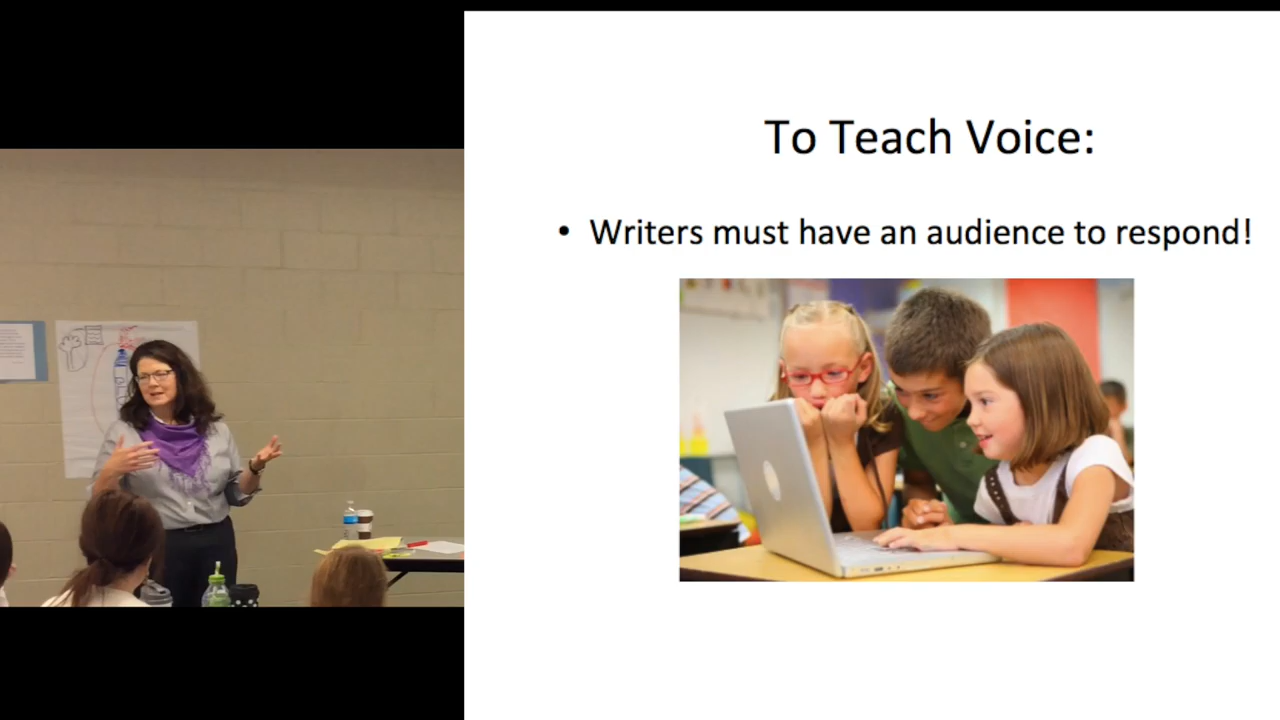 To Teach Voice:
• Writers must have an audience to respond!